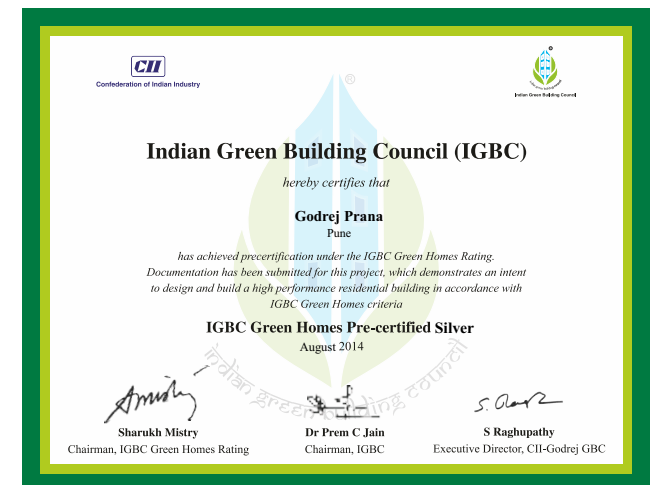 CII
Confederation of Indian Industry
Indian Green Building Council
Indian Green Building Council (IGBC)
hereby certifies that
Godrej Prana
Pune
has achieved precertification under the IGBC Green Homes Rating.
Documentation has been submitted for this project, which demonstrates an intent
to design and build a high performance residential building in accordance with
IGBC Green Homes criteria
IGBC Green Homes Pre-certified Silver
August 2014
indian green building council
Sharukh Mistry
Chairman, IGBC Green Homes Rating
Dr Prem C Jain
Chairman, IGBC
S Raghupathy
Executive Director, CII-Godrej GBC